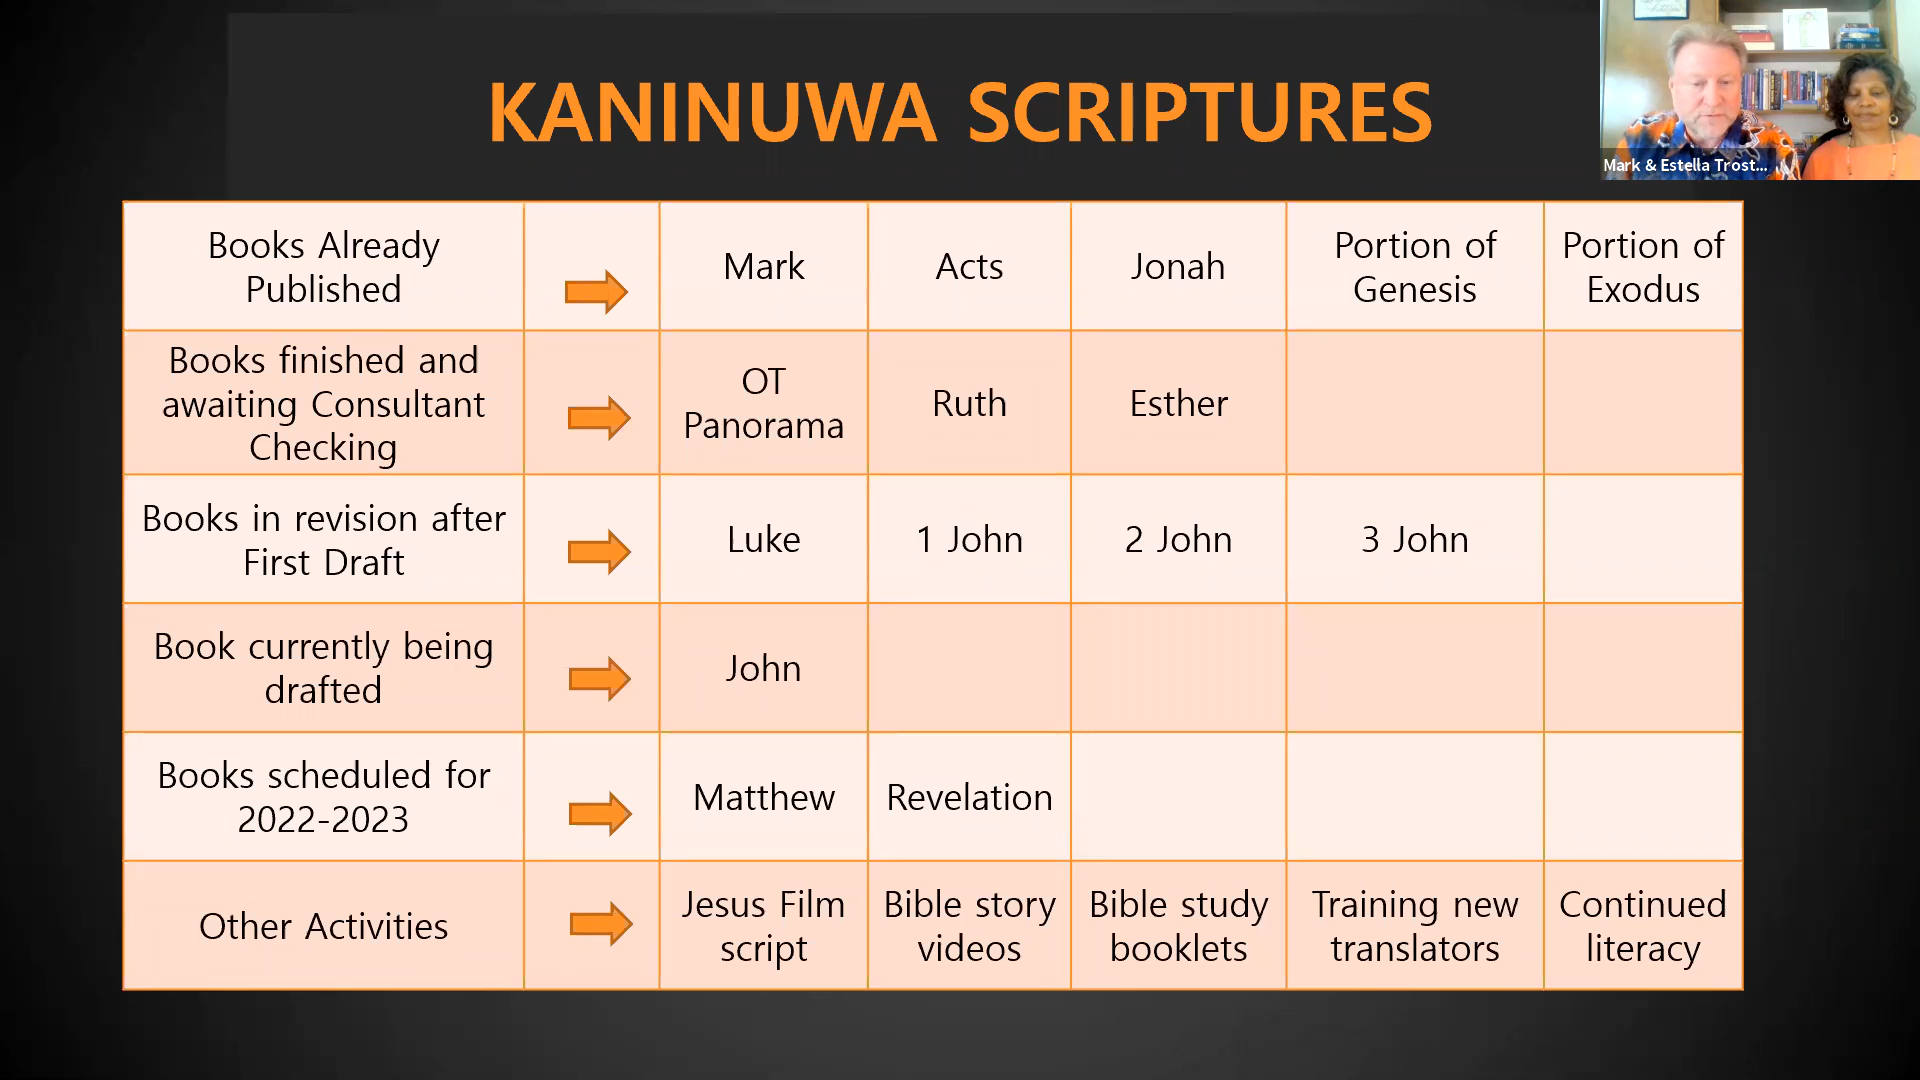 KANINUWA SCRIPTURES
Mark & Estella Trost...
Books Already
Published
Mark
Acts
Jonah
Portion of
Genesis
Portion of
Exodus
Books finished and
awaiting Consultant
Checking
OT
Panorama
Ruth
Esther
Books in revision after
First Draft
Luke
1 John
2 John
3 John
Book currently being
drafted
John
Books scheduled for
2022-2023
Matthew
Revelation
Other Activities
Jesus Film
script
Bible story
videos
Bible study
booklets
Training new
translators
Continued
literacy